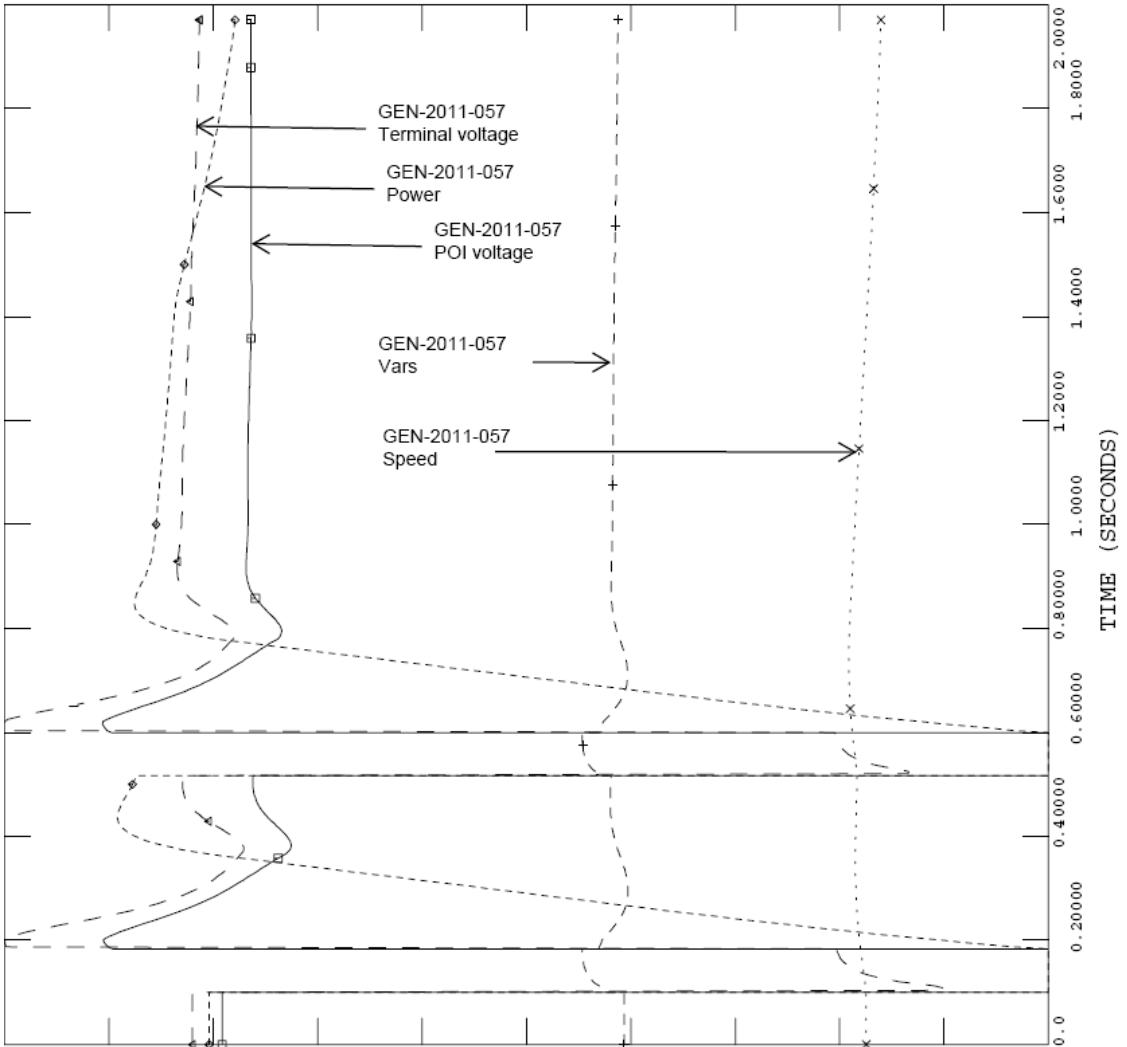 GEN-2011-057
Terminal voltage
GEN-2011-057
Power
GEN-2011-057
POI voltage
GEN-2011-057
Vars
GEN-2011-057
Speed
2.0000
1.8000
1.6000
1.4000
1.2000
1.0000
0.80000
0.60000
0.40000
0.20000
0.0
TIME (SECONDS)